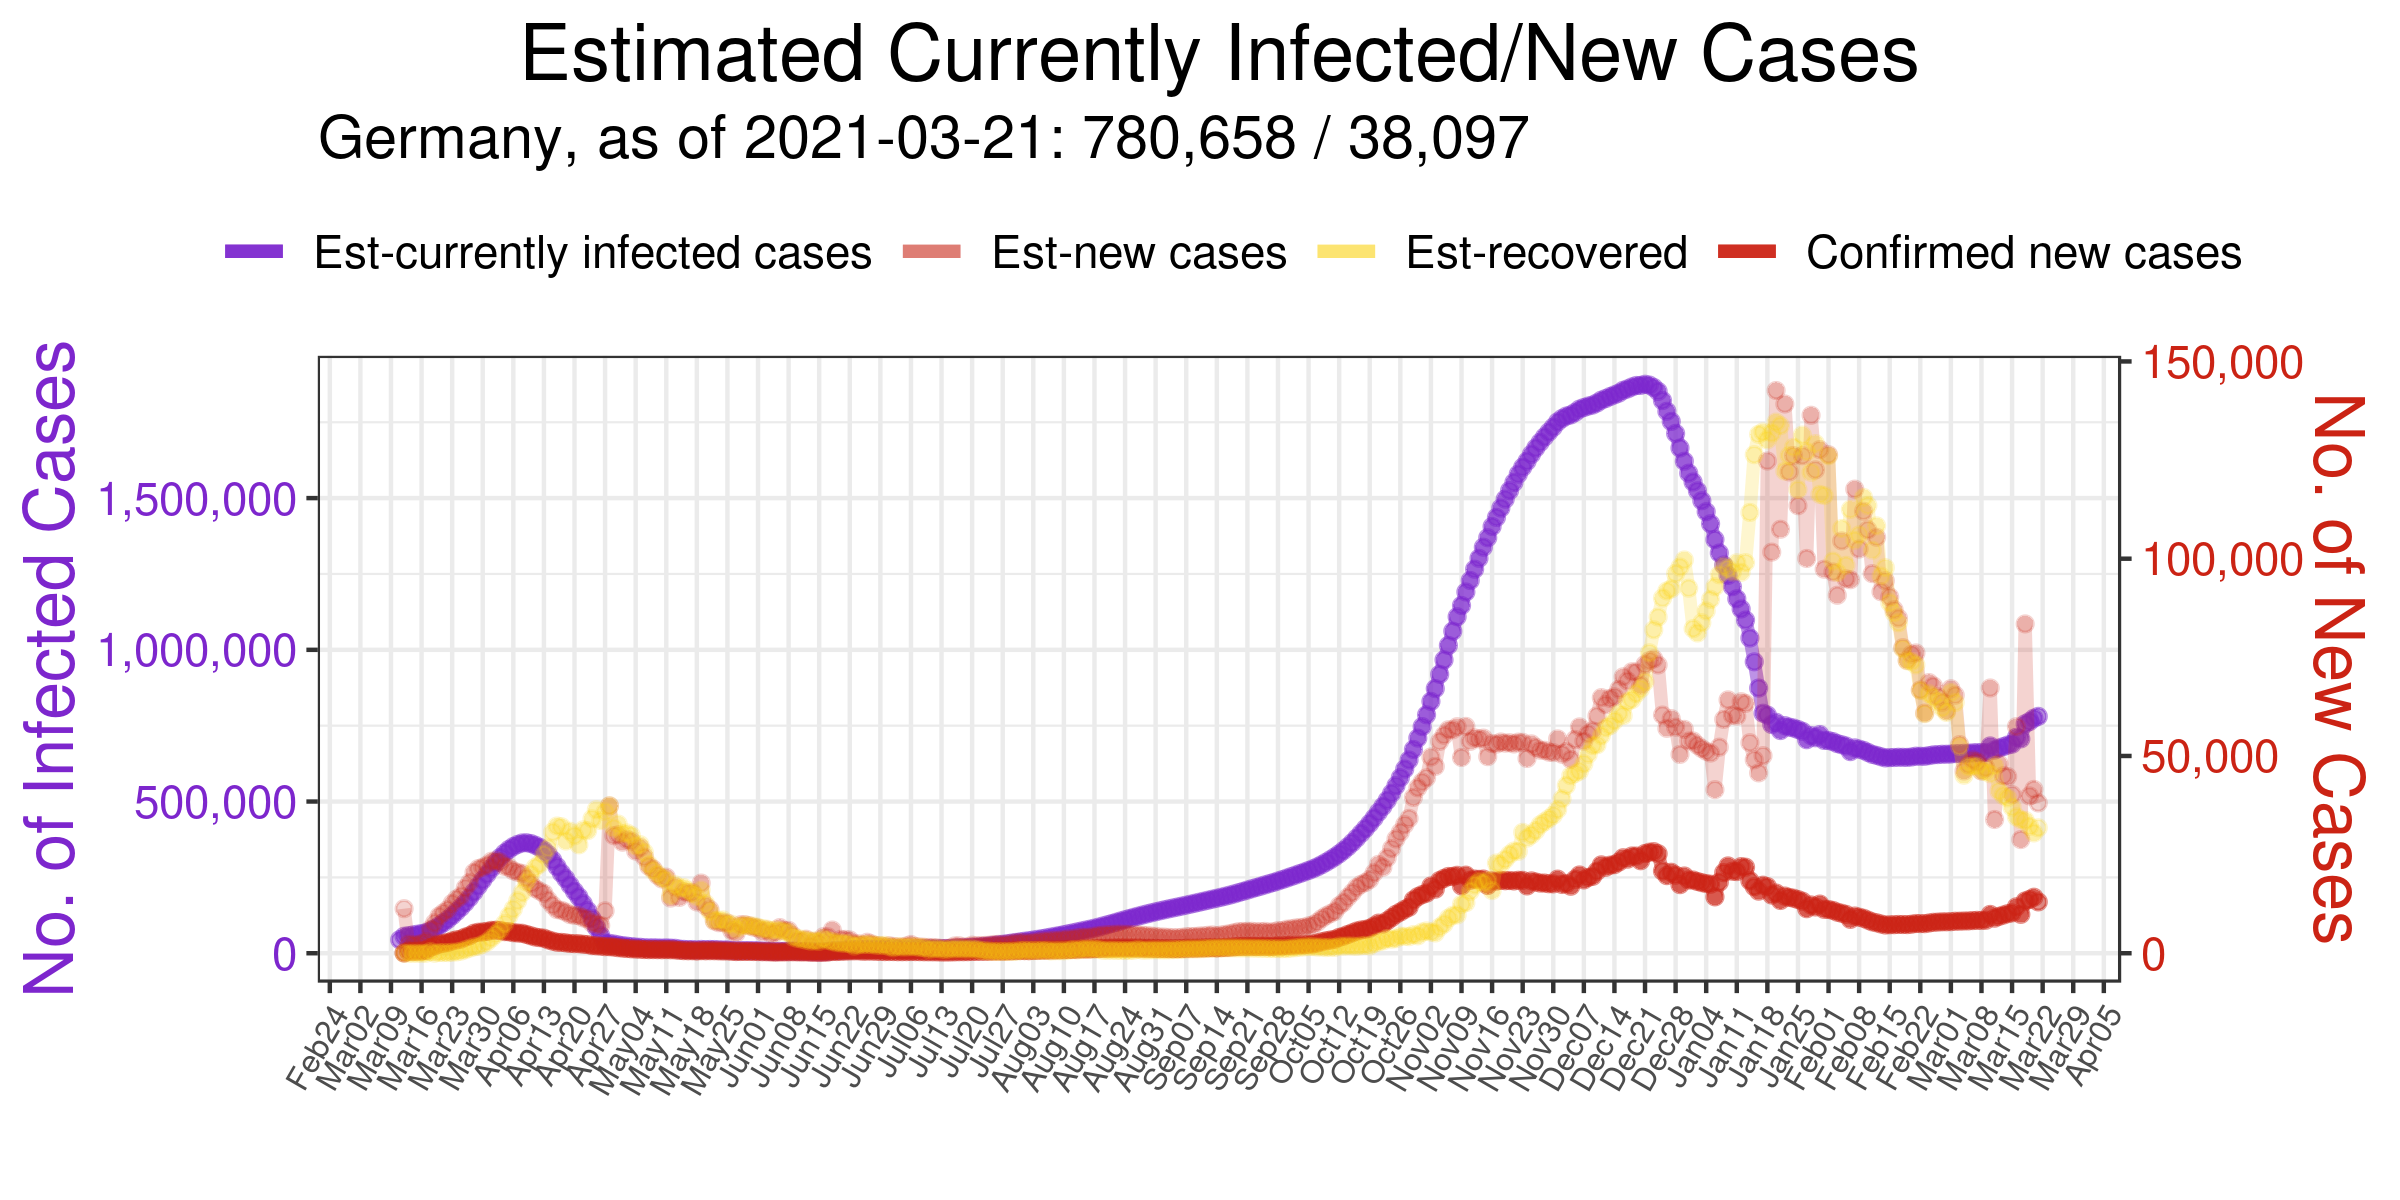 Estimated Currently Infected/New Cases
Germany, as of 2021-03-21: 780,658 / 38,097
Est-currently infected cases
Est-new cases
Est-recovered
Confirmed new cases
No. of Infected Cases
1,500,000
1,000,000
500,000
0
150,000
100,000
50,000
0
No. of New Cases
Feb24
Mar02
Mar09
Mar16
Mar23
Mar30
Apr06
Apr13
Apr20
Apr27
May04
May11
May18
May25
Jun01
Jun08
Jun15
Jun22
Jun29
Jul06
Jul13
Jul20
Jul27
Aug03
Aug10
Aug17
Aug24
Aug31
Sep07
Sep14
Sep21
Sep28
Oct05
Oct12
Oct19
Oct26
Nov02
Nov09
Nov16
Nov23
Nov30
Dec07
Dec14
Dec21
Dec28
Jan04
Jan11
Jan18
Jan25
Feb01
Feb08
Feb15
Feb22
Mar01
Mar08
Mar15
Mar22
Mar29
Apr05